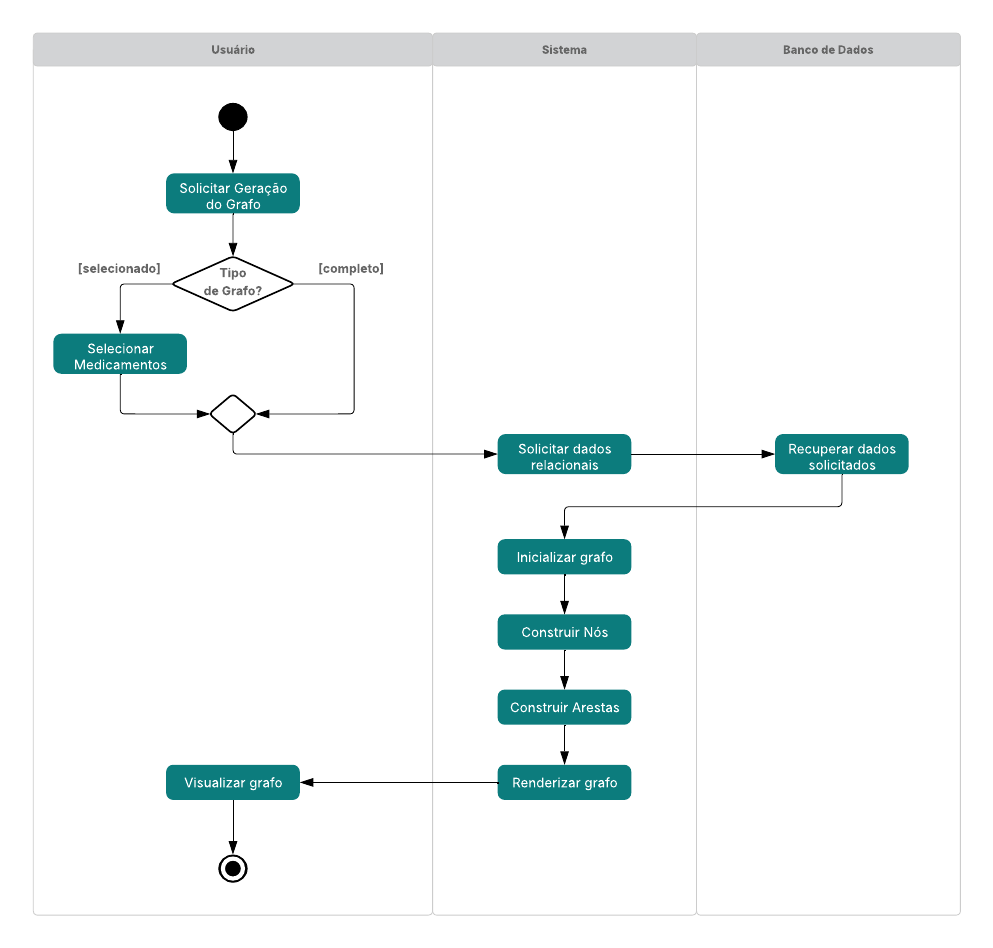 Usuário
Sistema
Banco de Dados
Solicitar Geração
do Grafo
[selecionado]
Tipo
de Grafo?
[completo]
Selecionar
Medicamentos
Solicitar dados
relacionais
Recuperar dados
solicitados
Inicializar grafo
Construir Nós
Construir Arestas
Visualizar grafo
Renderizar grafo